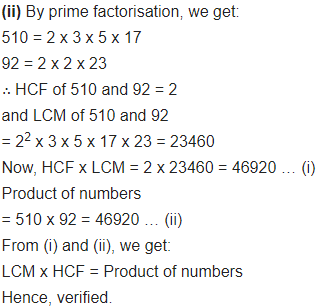 (ii) By prime factorisation, we get:
510 = 2 x 3 x 5 x 17
92 = 2 x 2 x 23
∴ HCF of 510 and 92 = 2
and LCM of 510 and 92
= 2² x 3 x 5 x 17 x 23 = 23460
Now, HCF x LCM = 2 x 23460 = 46920 … (i)
Product of numbers
= 510 x 92 = 46920 … (ii)
From (i) and (ii), we get:
LCM x HCF = Product of numbers
Hence, verified.